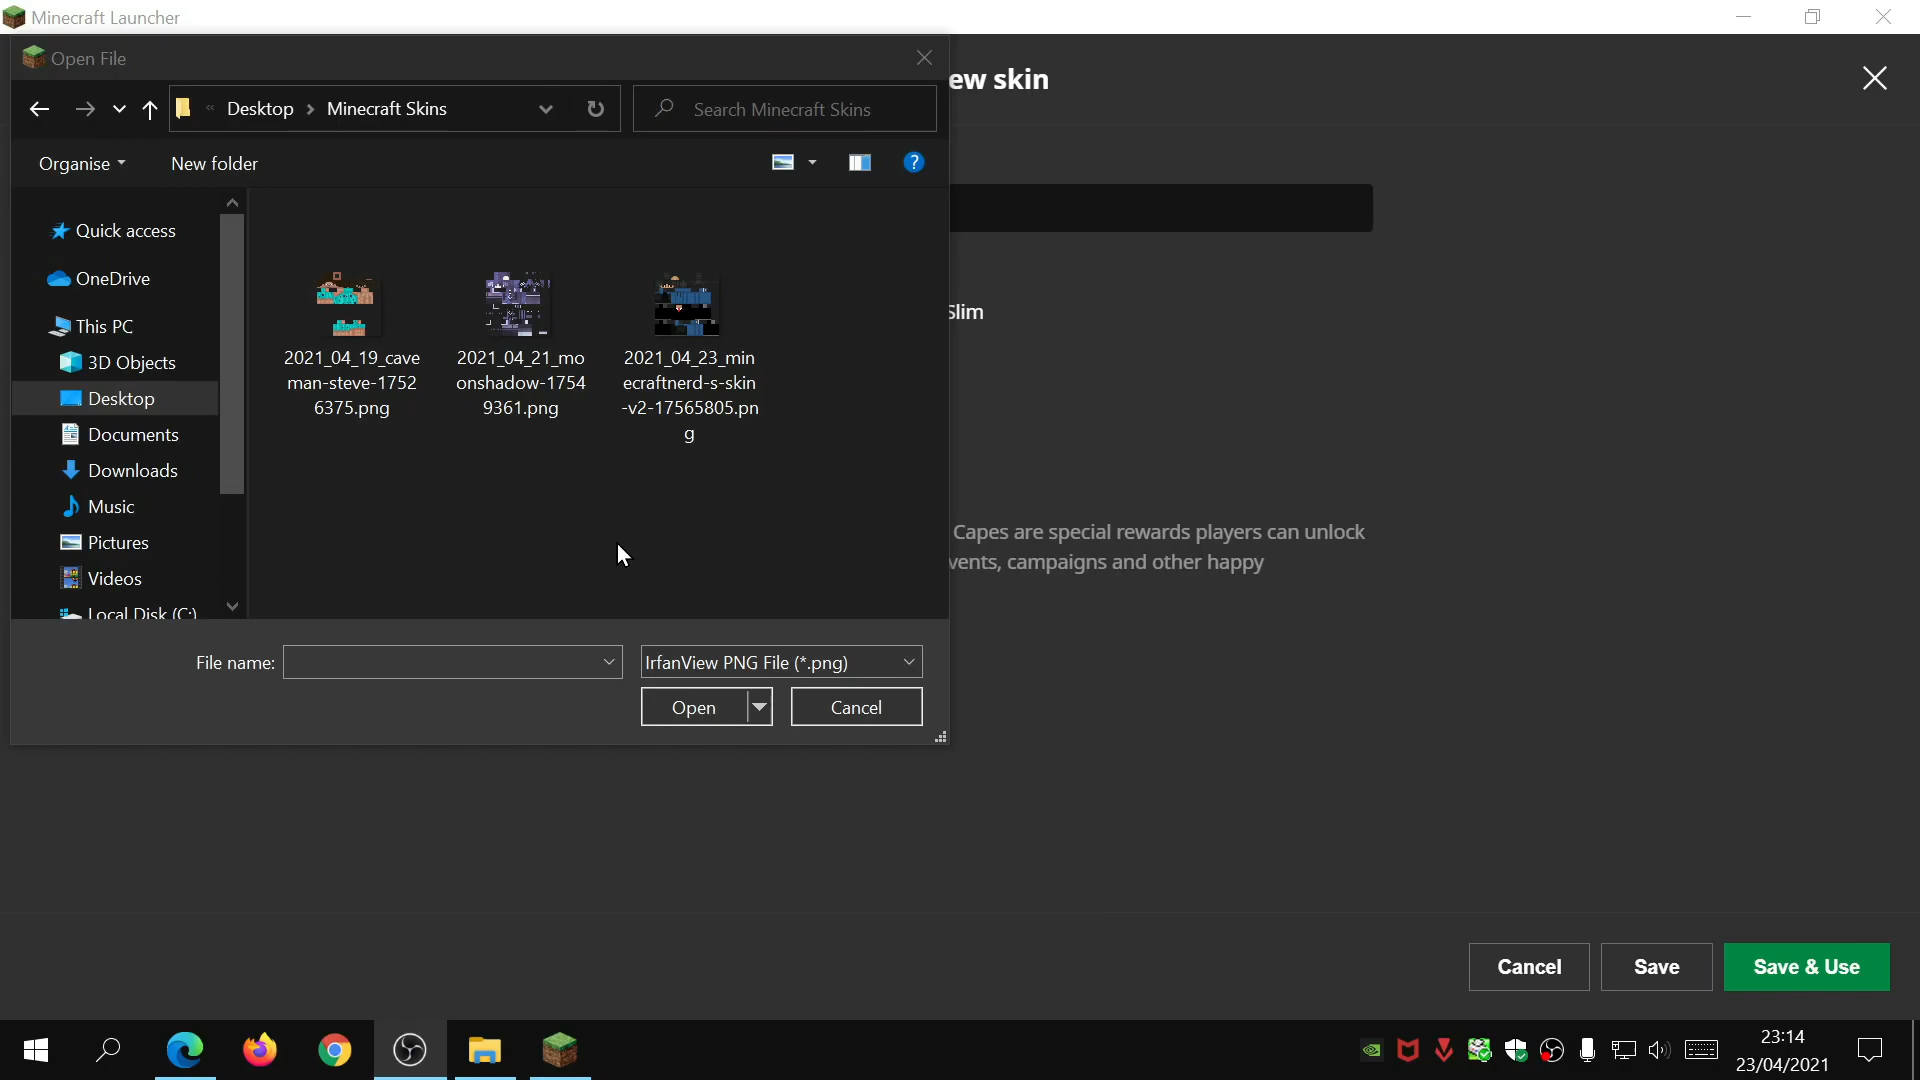 Minecraft Launcher
Open File
ew skin
Desktop
Minecraft Skins
Search Minecraft Skins
Organise
New folder
Quick access
OneDrive
This PC
3D Objects
Desktop
Documents
Downloads
Music
Pictures
Videos
Local Disk (C:)
2021_04_19_cave
man-steve-1752
6375.png
2021_04_21_mo
onshadow-1754
9361.png
2021_04_23_min
ecraftnerd-s-skin
-v2-17565805.pn
g
Slim
Capes are special rewards players can unlock
vents, campaigns and other happy
File name:
IrfanView PNG File (*.png)
Open
Cancel
Cancel
Save
Save & Use
23:14
23/04/2021